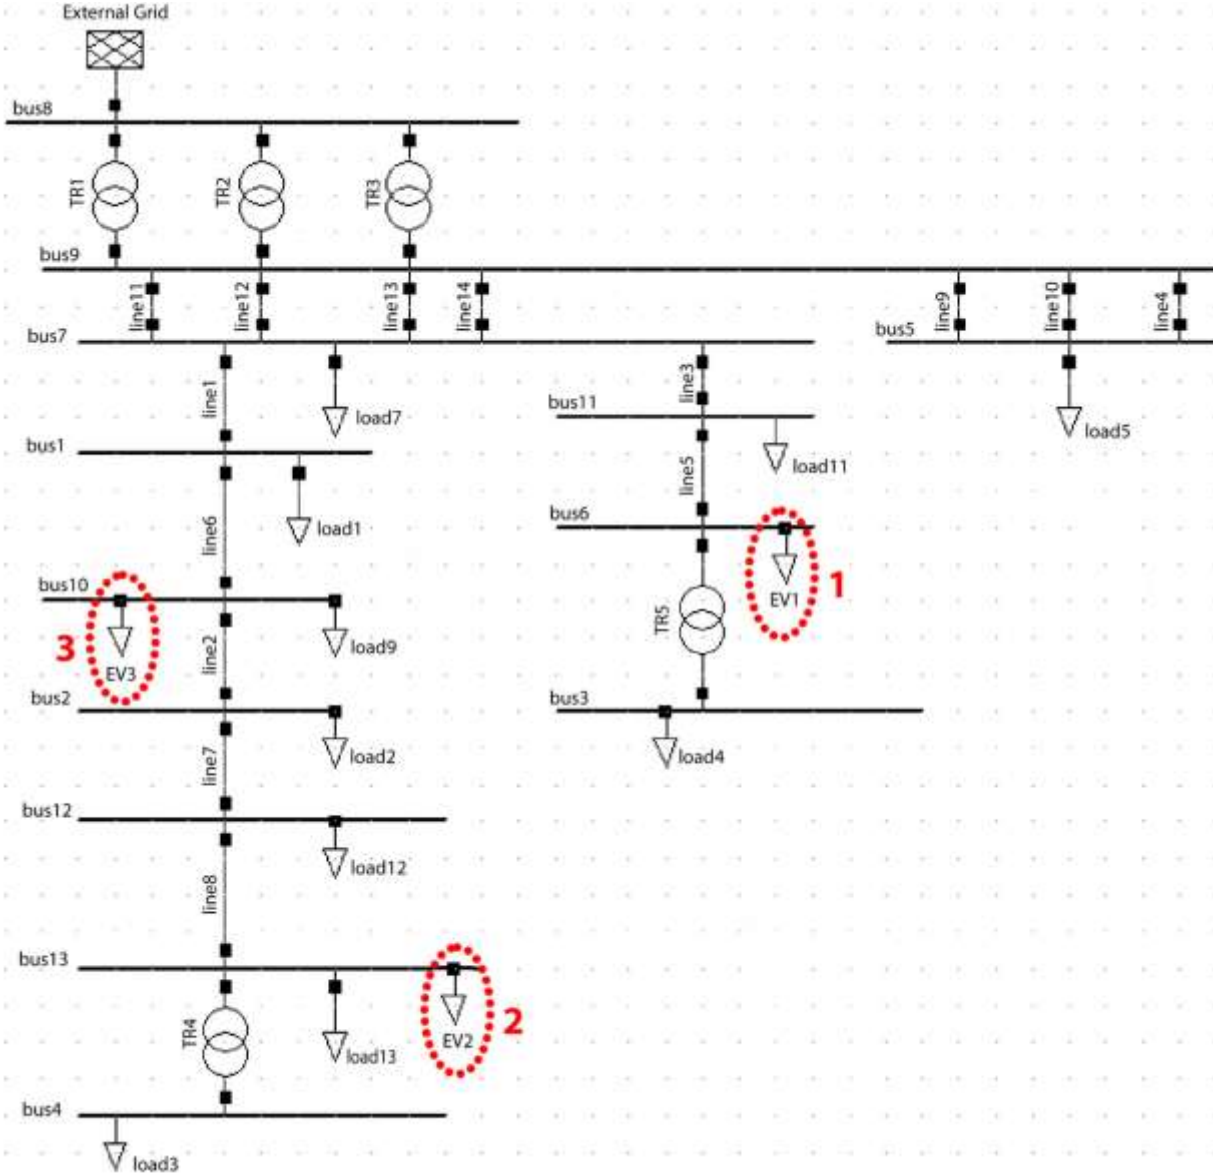 External Grid
bus8
TR1
TR2
TR3
bus9
line11
line12
line13
line14
line9
line10
line4
bus7
bus5
line1
load7
line3
bus11
load5
bus1
load11
line5
line6
load1
bus6
bus10
1
EV1
TR5
3
EV3
line2
load9
bus2
bus3
line7
load2
load4
bus12
load12
line8
bus13
2
EV2
TR4
load13
bus4
load3